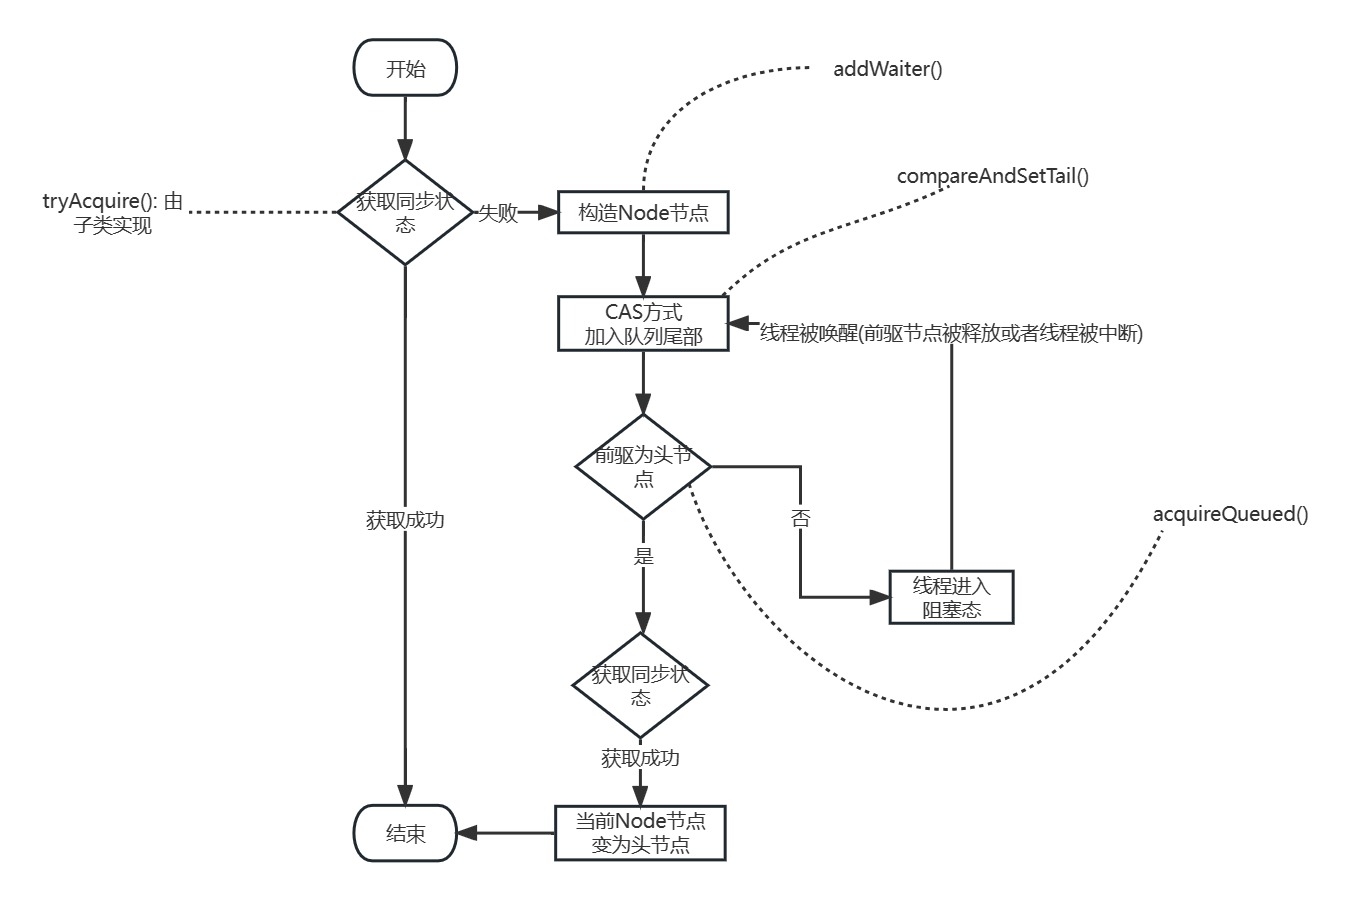 开始
addWaiter()
compareAndSetTail()
tryAcquire(): 由
子类实现
获取同步状
态
失败
构造Node节点
CAS方式
加入队列尾部
线程被唤醒(前驱节点被释放或者线程被中断)
前驱为头节
点
否
获取成功
acquireQueued()
是
线程进入
阻塞态
获取同步状
态
获取成功
当前Node节点
变为头节点
结束